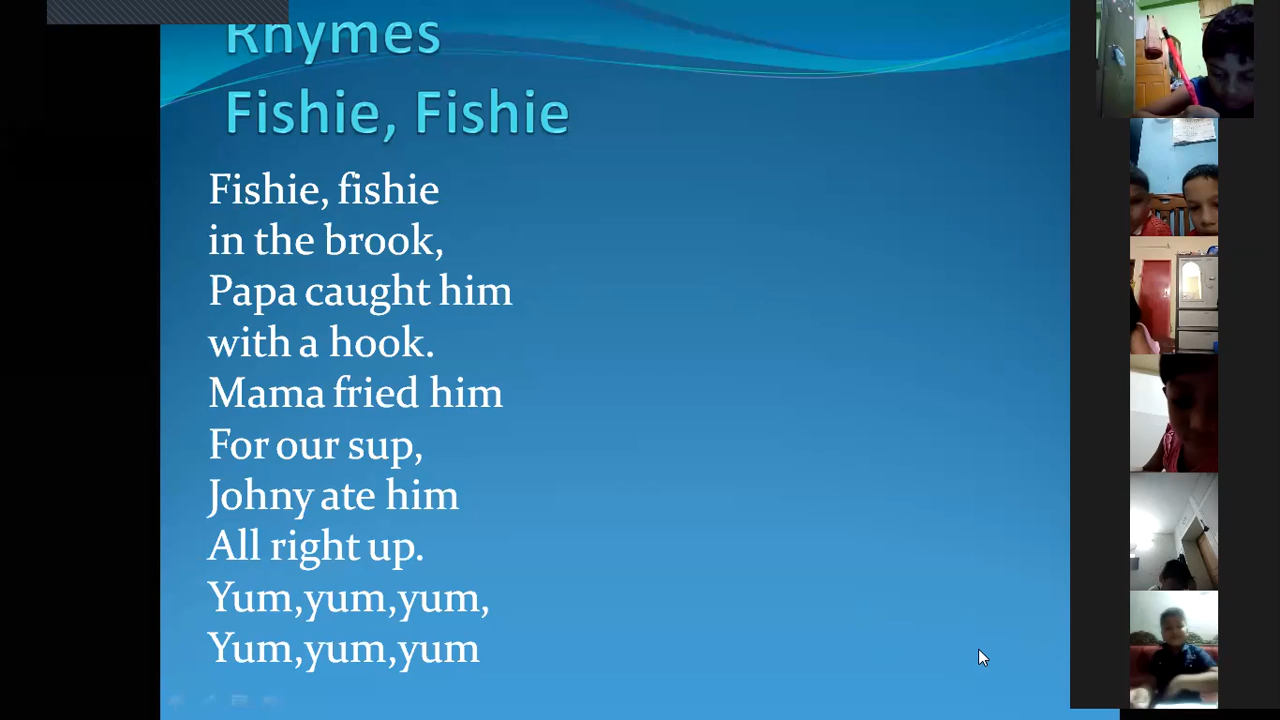 Rhymes
Fishie, Fishie
Fishie, fishie
in the brook,
Papa caught him
with a hook.
Mama fried him
For our sup,
Johny ate him
All right up.
Yum,yum,yum,
Yum,yum,yum